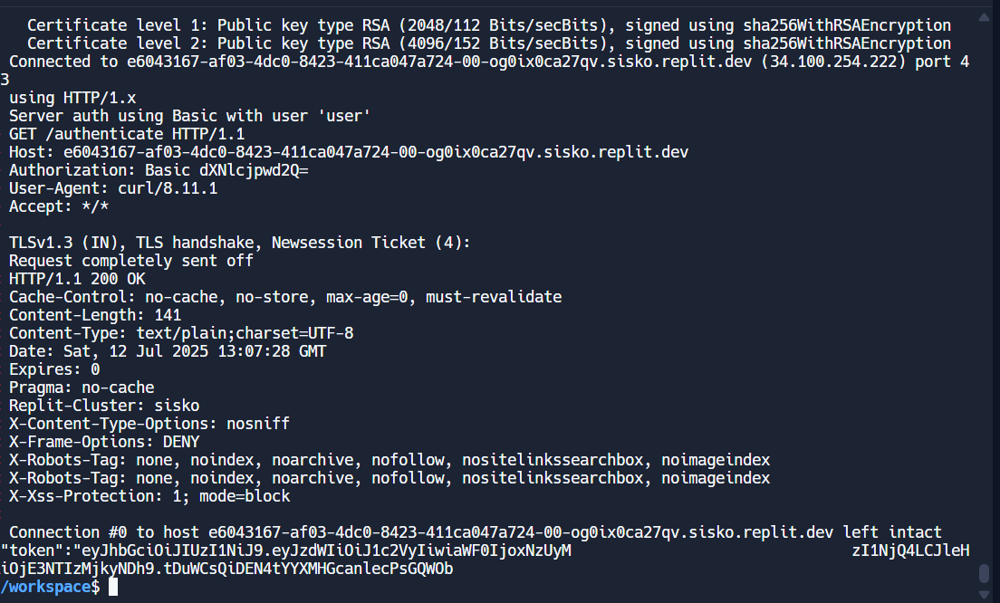 Certificate level 1: Public key type RSA (2048/112 Bits/secBits), signed using sha256WithRSAEncryption
Certificate level 2: Public key type RSA (4096/152 Bits/secBits), signed using sha256WithRSAEncryption
Connected to e6043167-af03-4dc0-8423-411ca047a724-00-og0ix0ca27qv.sisko.replit.dev (34.100.254.222) port 4
3
using HTTP/1.x
Server auth using Basic with user 'user'
GET /authenticate HTTP/1.1
Host: e6043167-af03-4dc0-8423-411ca047a724-00-og0ix0ca27qv.sisko.replit.dev
Authorization: Basic dXNlcjpwd2Q=
User-Agent: curl/8.11.1
Accept: */*
TLSv1.3 (IN), TLS handshake, Newsession Ticket (4):
Request completely sent off
HTTP/1.1 200 OK
Cache-Control: no-cache, no-store, max-age=0, must-revalidate
Content-Length: 141
Content-Type: text/plain;charset=UTF-8
Date: Sat, 12 Jul 2025 13:07:28 GMT
Expires: 0
Pragma: no-cache
Replit-Cluster: sisko
X-Content-Type-Options: nosniff
X-Frame-Options: DENY
X-Robots-Tag: none, noindex, noarchive, nofollow, nositelinkssearchbox, noimageindex
X-Robots-Tag: none, noindex, noarchive, nofollow, nositelinkssearchbox, noimageindex
X-Xss-Protection: 1; mode=block
Connection #0 to host e6043167-af03-4dc0-8423-411ca047a724-00-og0ix0ca27qv.sisko.replit.dev left intact
"token":"eyJhbGciOiJIUzI1NiJ9.eyJzdWIiOiJ1c2VyIiwiaWF0IjoxNzUyM zI1NjQ4LCJleH
iOjE3NTIzMjkyNDh9.tDuWCsQiDEN4tYYXMHGcanlecPsGQWOb
/workspace$